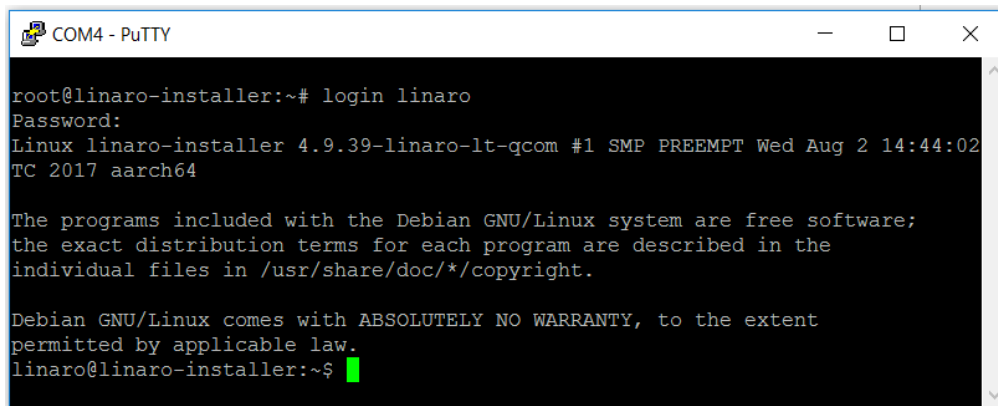 COM4 - PuTTY
root@linaro-installer:~# login linaro
Password:
Linux linaro-installer 4.9.39-linaro-lt-qcom #1 SMP PREEMPT Wed Aug 2 14:44:02
TC 2017 aarch64
The programs included with the Debian GNU/Linux system are free software;
the exact distribution terms for each program are described in the
individual files in /usr/share/doc/*/copyright.
Debian GNU/Linux comes with ABSOLUTELY NO WARRANTY, to the extent
permitted by applicable law.
linaro@linaro-installer:~$